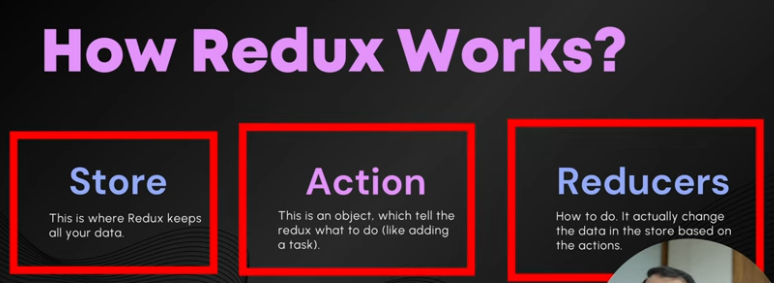 How Redux Works?
Store
This is where Redux keeps
all your data.
Action
This is an object, which tell the
redux what to do (like adding
a task).
Reducers
How to do. It actually change
the data in the store based on
the actions.